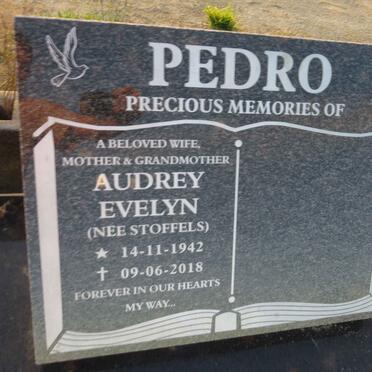 PEDRO
PRECIOUS MEMORIES OF
A BELOVED WIFE,
MOTHER & GRANDMOTHER
AUDREY
EVELYN
(NÉE STOFFELS)
★ 14-11-1942
✝ 09-06-2018
FOREVER IN OUR HEARTS
MY WAY...